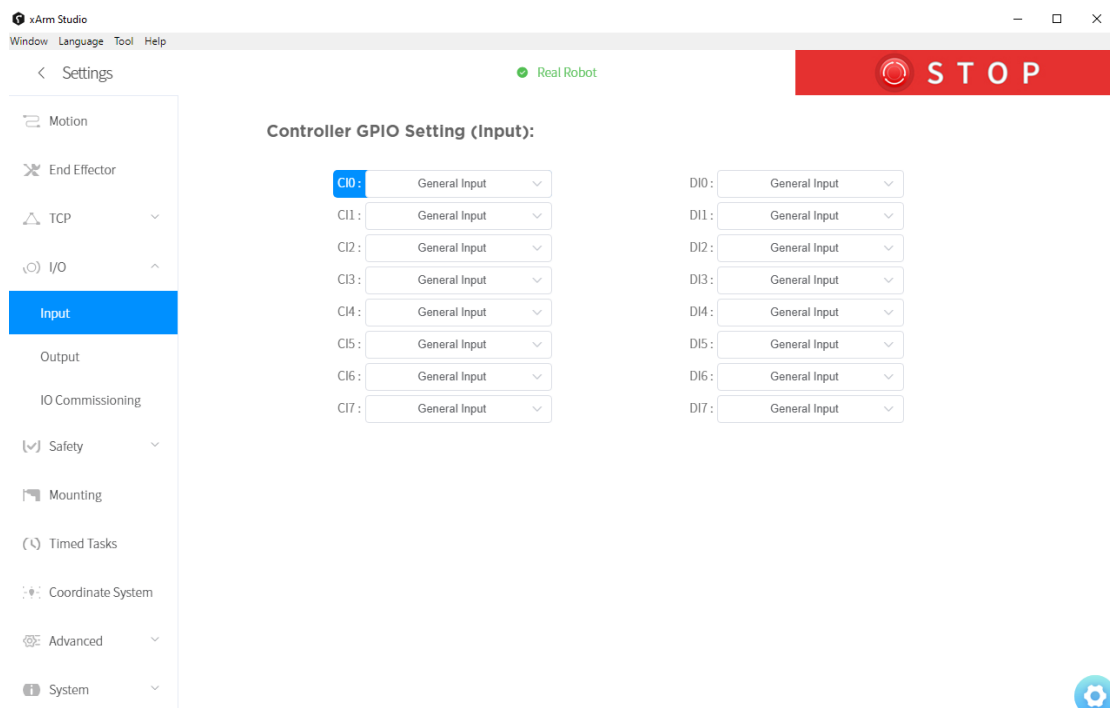 xArm Studio
Window Language Tool Help
Settings
Real Robot
STOP
Motion
End Effector
TCP
I/O
Input
Output
IO Commissioning
Safety
Mounting
Timed Tasks
Coordinate System
Advanced
System
Controller GPIO Setting (Input):
CI0 : General Input
CI1 : General Input
CI2 : General Input
CI3 : General Input
CI4 : General Input
CI5 : General Input
CI6 : General Input
CI7 : General Input
DI0 : General Input
DI1 : General Input
DI2 : General Input
DI3 : General Input
DI4 : General Input
DI5 : General Input
DI6 : General Input
DI7 : General Input